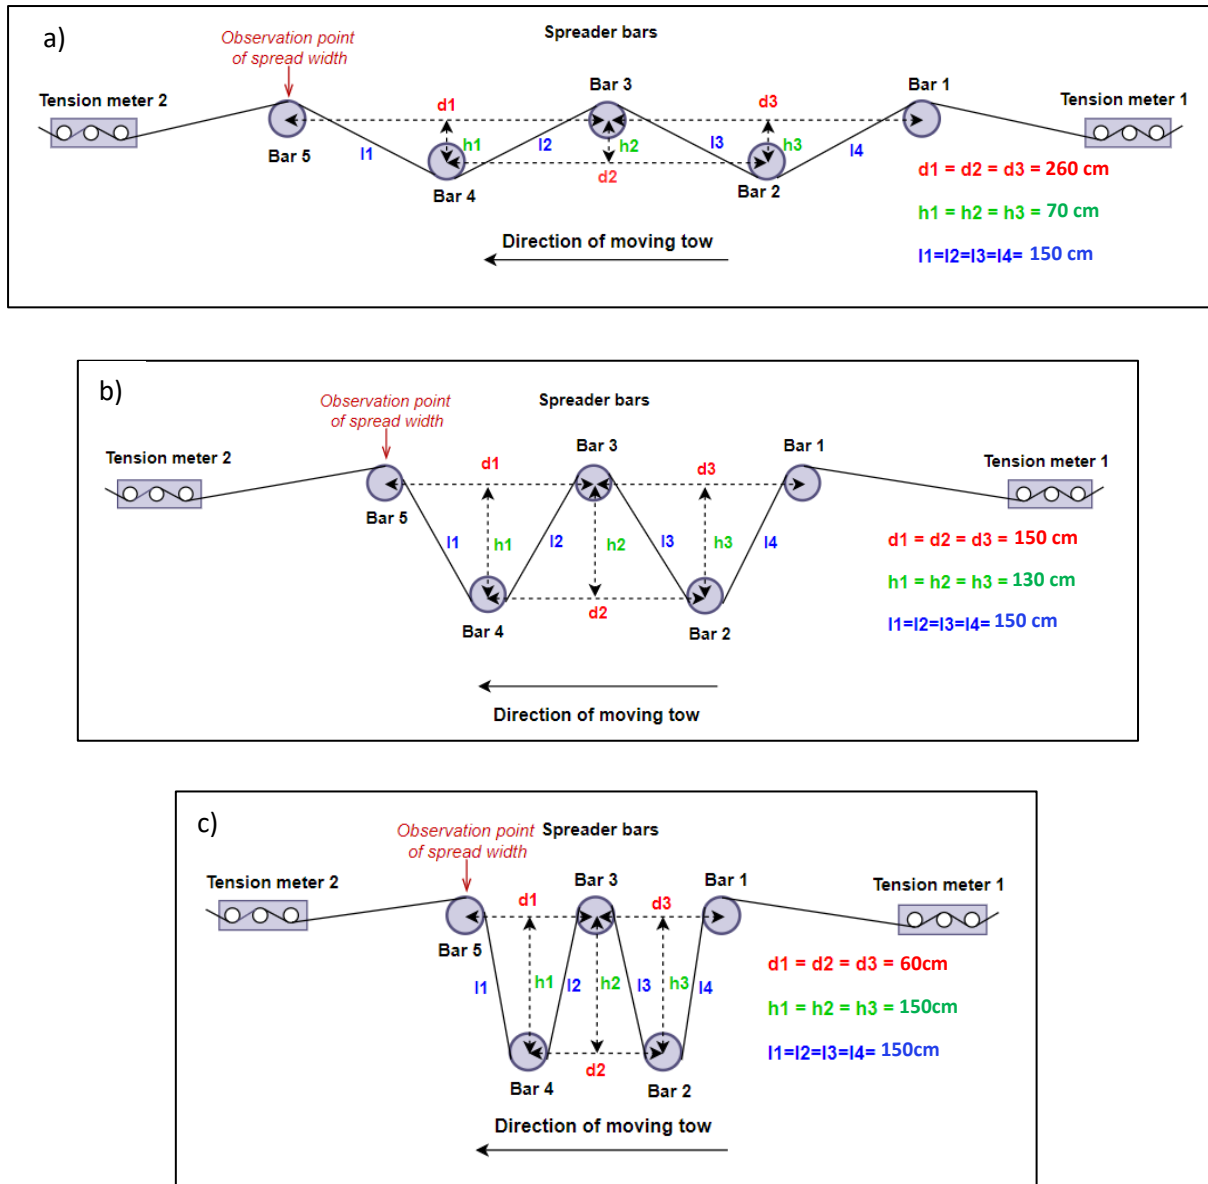 a)
Spreader bars
Observation point
of spread width
Bar 3
Bar 1
Tension meter 2
Tension meter 1
d1
d3
Bar 5
l1
h1
l2
h2
l3
h3
l4
d2
Bar 4
Bar 2
d1 = d2 = d3 = 260 cm
h1 = h2 = h3 = 70 cm
l1=l2=l3=l4= 150 cm
Direction of moving tow
b)
Observation point
of spread width
Spreader bars
Bar 3
Bar 1
Tension meter 2
Tension meter 1
d1
d3
Bar 5
l1
h1
l2
h2
l3
h3
l4
d2
Bar 4
Bar 2
d1 = d2 = d3 = 150 cm
h1 = h2 = h3 = 130 cm
l1=l2=l3=l4= 150 cm
Direction of moving tow
c)
Observation point
of spread width
Spreader bars
Bar 3
Bar 1
Tension meter 2
Tension meter 1
d1
d3
Bar 5
l1
h1
l2
h2
l3
h3
l4
d2
Bar 4
Bar 2
d1 = d2 = d3 = 60cm
h1 = h2 = h3 = 150cm
l1=l2=l3=l4= 150cm
Direction of moving tow